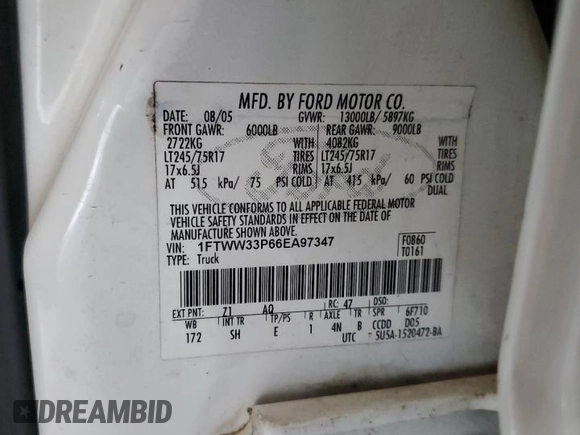 MFD. BY FORD MOTOR CO.
DATE: 08/05 GVWR: 13000LB/ 5897KG
FRONT GAWR: 6000LB REAR GAWR: 9000LB
2722KG WITH 4082KG WITH
LT245/75R17 TIRES LT245/75R17 TIRES
17x6.5J RIMS 17x6.5J RIMS
AT 515 kPa/ 75 PSI COLD AT 415 kPa/ 60 PSI COLD
DUAL
THIS VEHICLE CONFORMS TO ALL APPLICABLE FEDERAL MOTOR
VEHICLE SAFETY STANDARDS IN EFFECT ON THE DATE OF
MANUFACTURE SHOWN ABOVE.
VIN: 1FTWW33P66EA97347 F0860
TYPE: Truck T0161
EXT PNT: Z1 AQ RC: 47 DSO:
WB INT TR TP/PS R AXLE TR SPR 6F710
172 SH E 1 4N B CCDD D05
UTC 5U5A-1520472-BA
Ford
DREAMBID